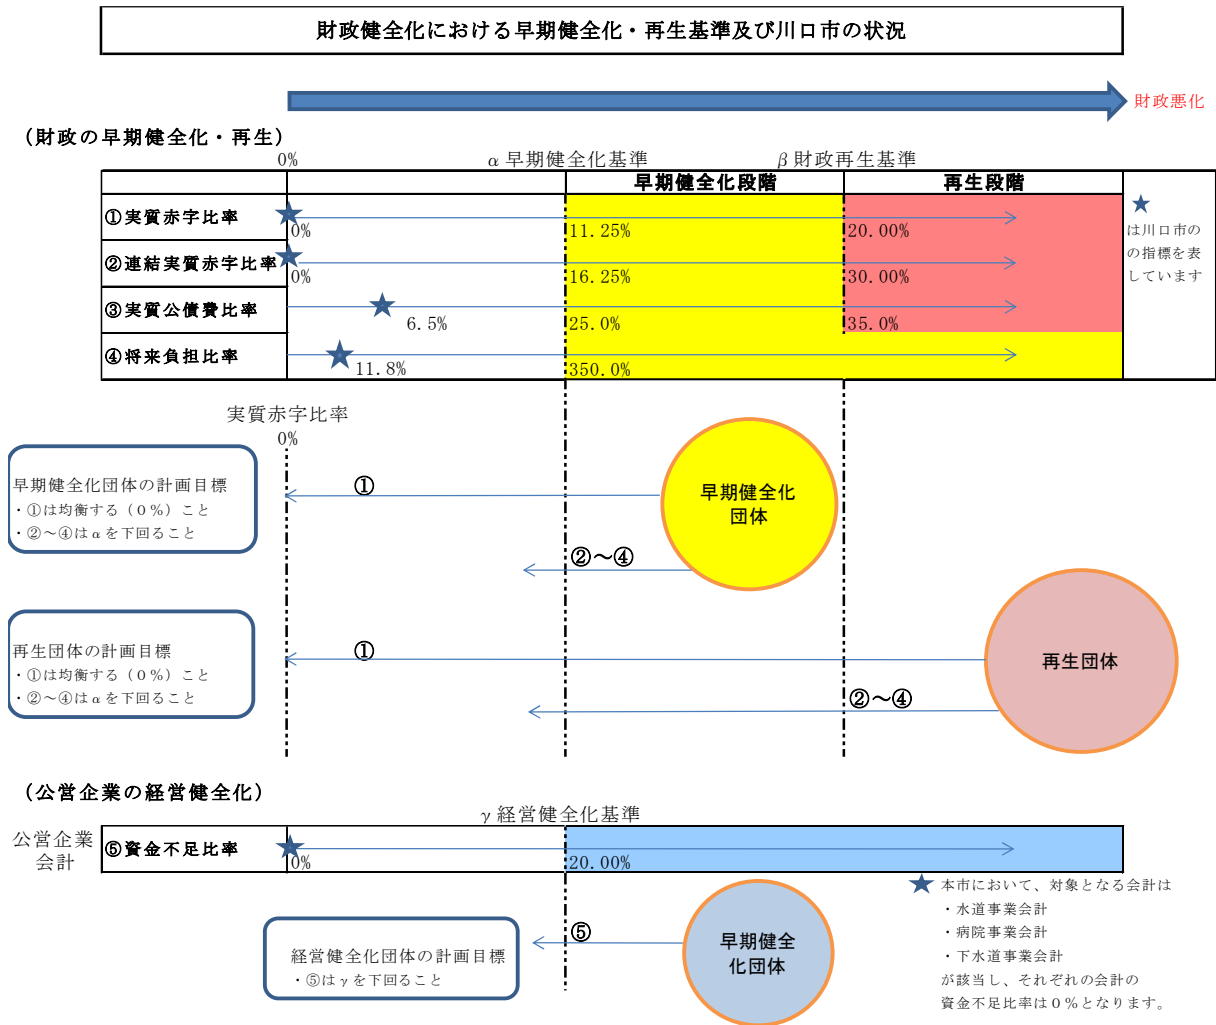 財政健全化における早期健全化・再生基準及び川口市の状況
財政悪化
（財政の早期健全化・再生）
0%
α 早期健全化基準
β 財政再生基準
早期健全化段階
再生段階
①実質赤字比率
0%
11.25%
20.00%
②連結実質赤字比率
0%
16.25%
30.00%
③実質公債費比率
6.5%
25.0%
35.0%
④将来負担比率
11.8%
350.0%
は川口市の
の指標を表
しています
実質赤字比率
0%
早期健全化団体の計画目標
・①は均衡する（０％）こと
・②～④はαを下回ること
①
②～④
早期健全化
団体
再生団体の計画目標
・①は均衡する（０％）こと
・②～④はαを下回ること
①
②～④
再生団体
（公営企業の経営健全化）
γ 経営健全化基準
公営企業
会計
⑤資金不足比率
0%
20.00%
経営健全化団体の計画目標
・⑤はγを下回ること
⑤
早期健全
化団体
本市において、対象となる会計は
・水道事業会計
・病院事業会計
・下水道事業会計
が該当し、それぞれの会計の
資金不足比率は０％となります。